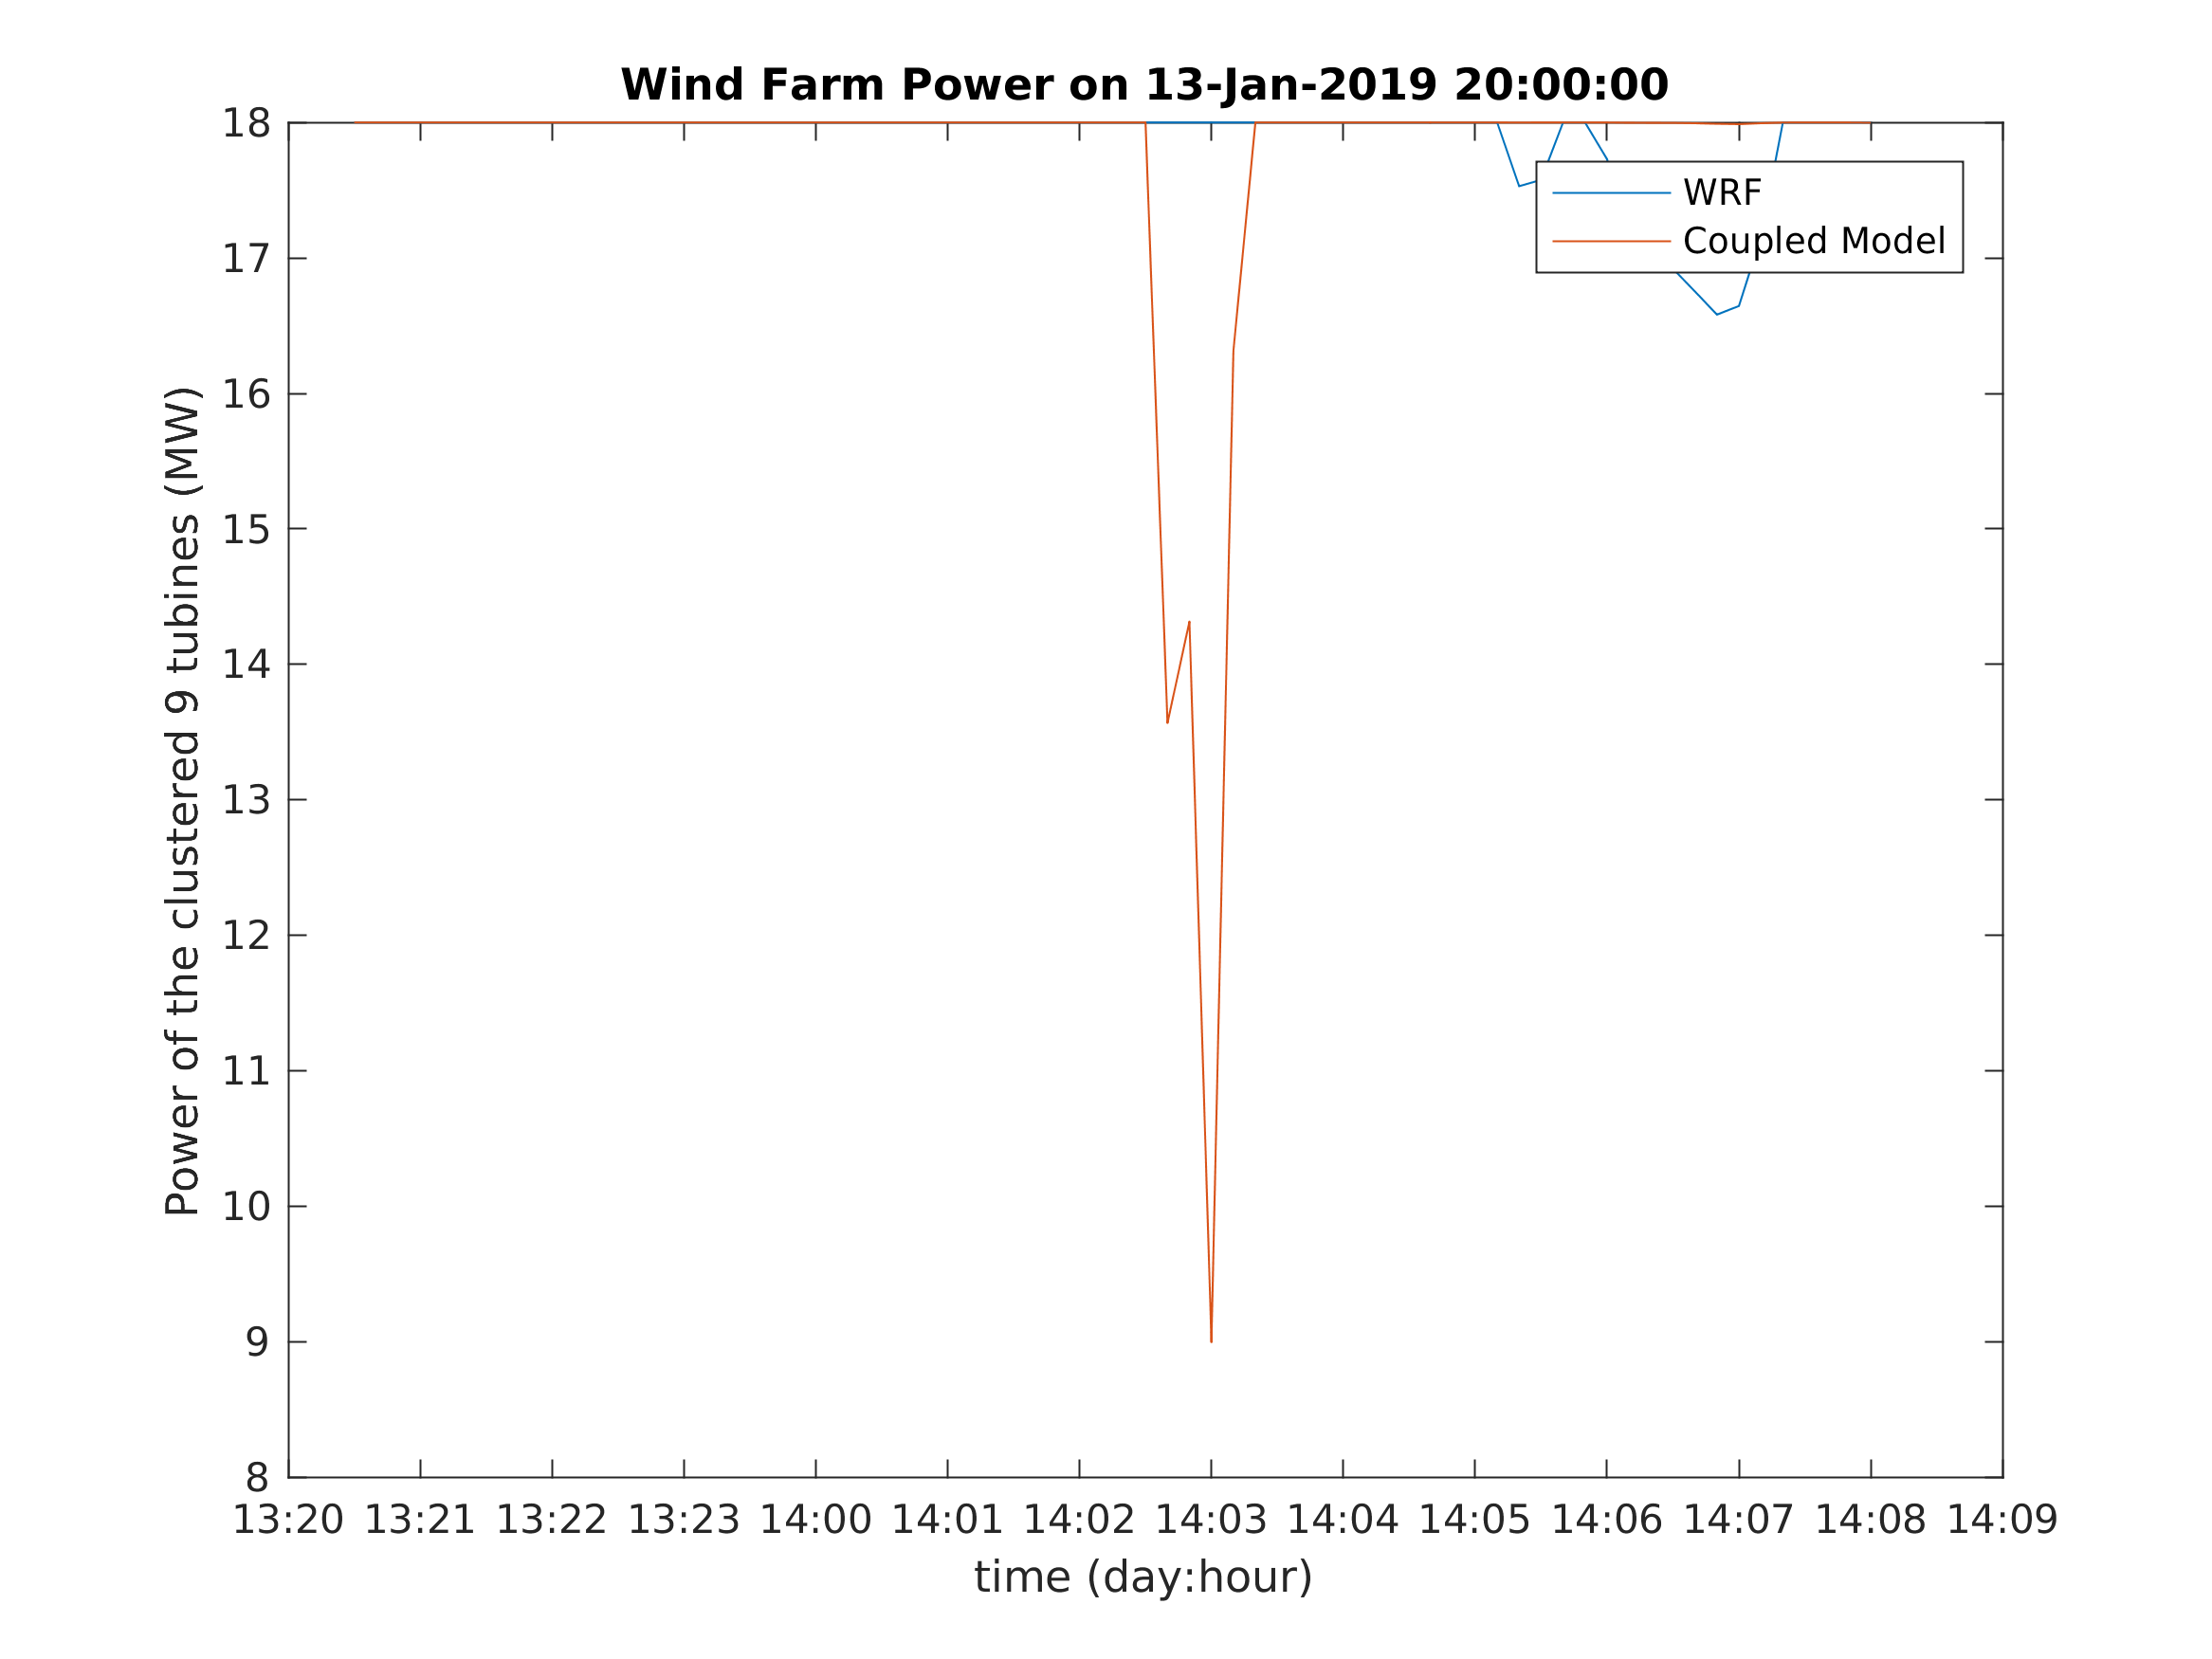 Wind Farm Power on 13-Jan-2019 20:00:00
18
17
16
15
14
13
12
11
10
9
8
Power of the clustered 9 tubines (MW)
WRF
Coupled Model
13:20 13:21 13:22 13:23 14:00 14:01 14:02 14:03 14:04 14:05 14:06 14:07 14:08 14:09
time (day:hour)